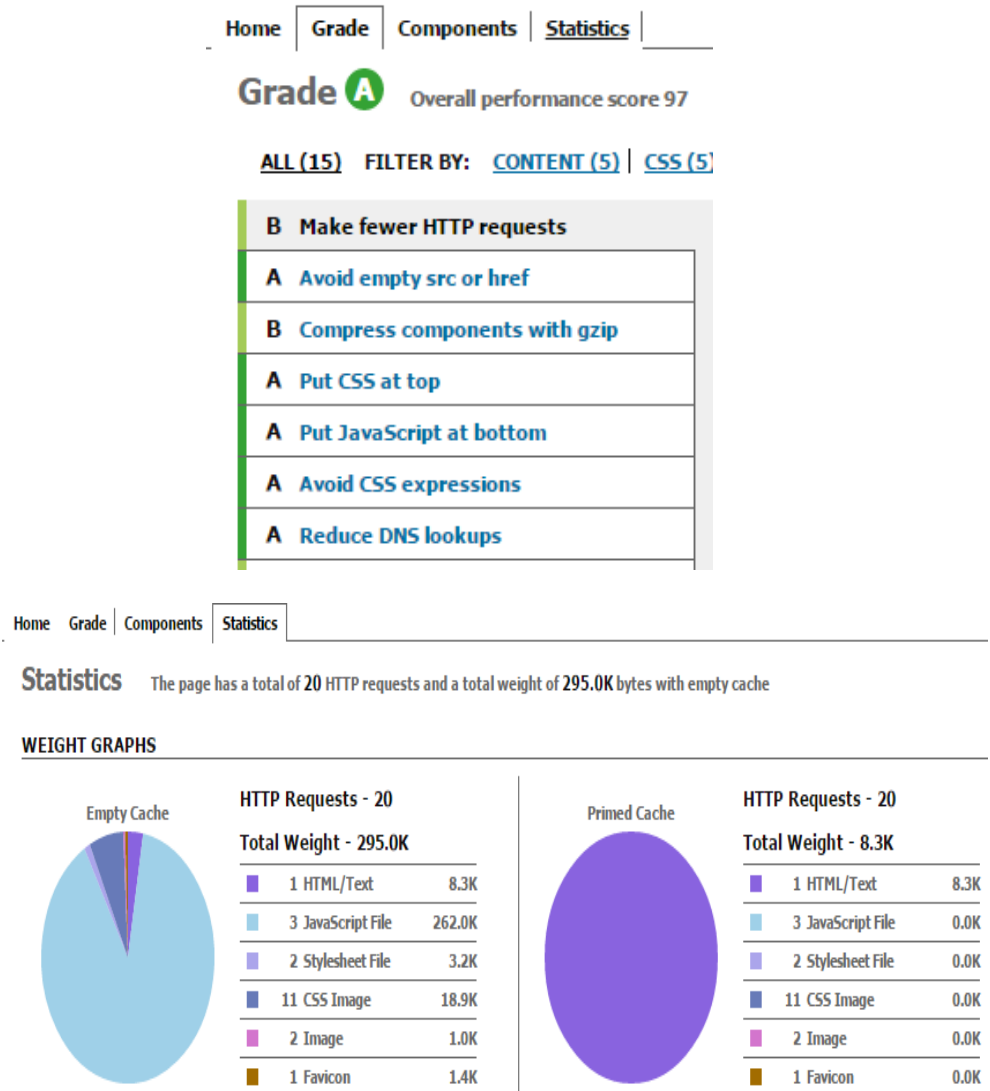 Home Grade Components Statistics
Grade A Overall performance score 97
ALL (15) FILTER BY: CONTENT (5) CSS (5)
B Make fewer HTTP requests
A Avoid empty src or href
B Compress components with gzip
A Put CSS at top
A Put JavaScript at bottom
A Avoid CSS expressions
A Reduce DNS lookups
Home Grade Components Statistics
Statistics The page has a total of 20 HTTP requests and a total weight of 295.0K bytes with empty cache
WEIGHT GRAPHS
Empty Cache
HTTP Requests - 20
Total Weight - 295.0K
1 HTML/Text 8.3K
3 JavaScript File 262.0K
2 Stylesheet File 3.2K
11 CSS Image 18.9K
2 Image 1.0K
1 Favicon 1.4K
Primed Cache
HTTP Requests - 20
Total Weight - 8.3K
1 HTML/Text 8.3K
3 JavaScript File 0.0K
2 Stylesheet File 0.0K
11 CSS Image 0.0K
2 Image 0.0K
1 Favicon 0.0K